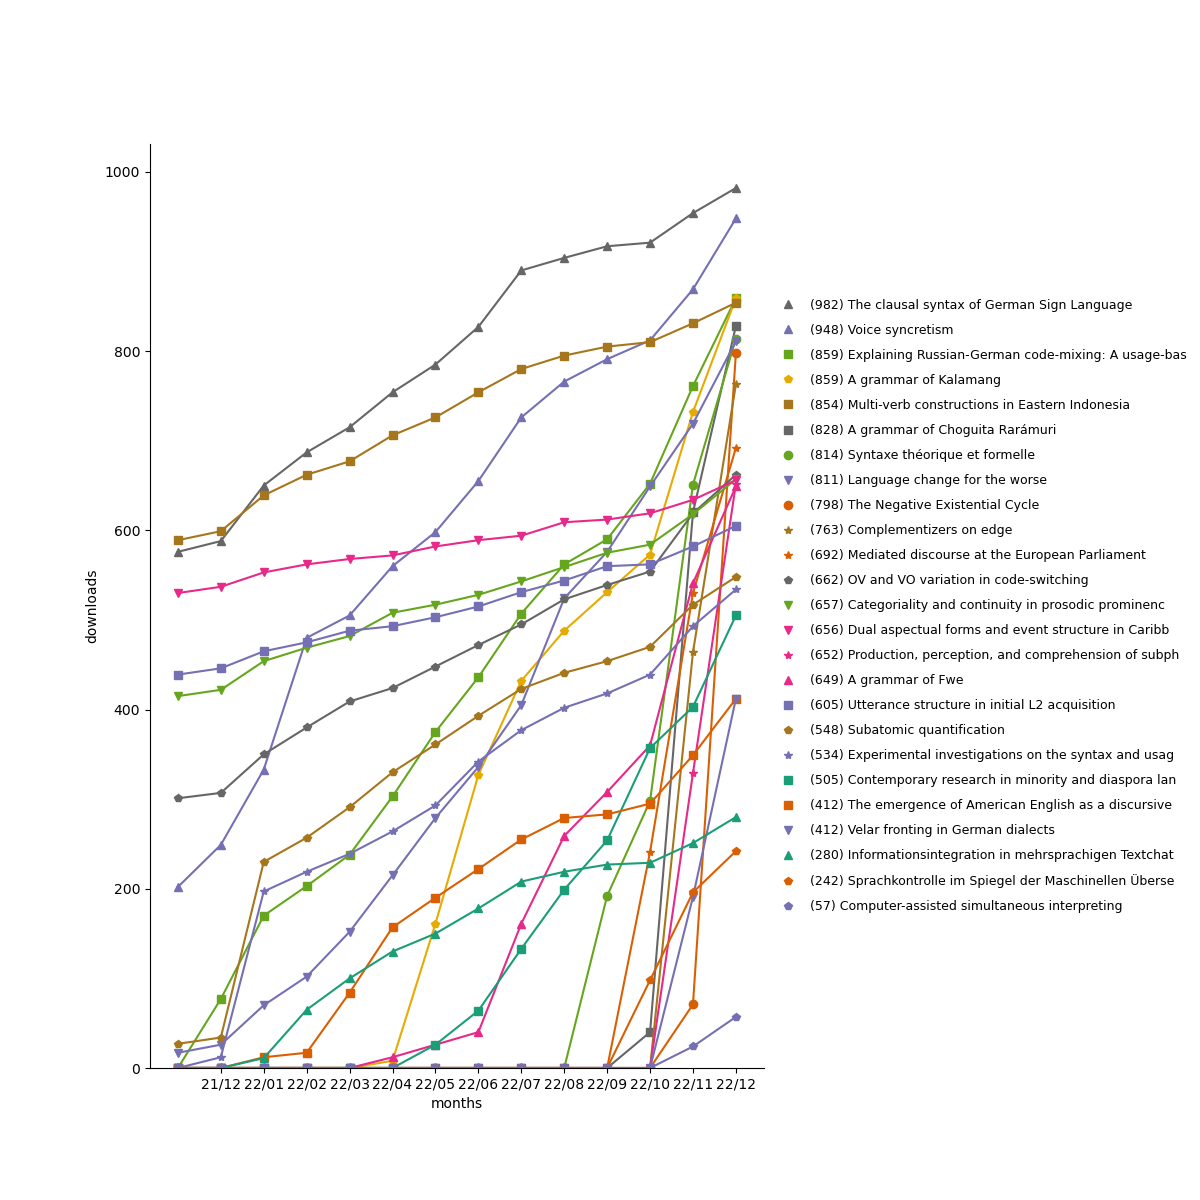 1000
800
600
400
200
0
downloads
21/12 22/01 22/02 22/03 22/04 22/05 22/06 22/07 22/08 22/09 22/10 22/11 22/12
months
(982) The clausal syntax of German Sign Language
(948) Voice syncretism
(859) Explaining Russian-German code-mixing: A usage-bas
(859) A grammar of Kalamang
(854) Multi-verb constructions in Eastern Indonesia
(828) A grammar of Choguita Rarámuri
(814) Syntaxe théorique et formelle
(811) Language change for the worse
(798) The Negative Existential Cycle
(763) Complementizers on edge
(692) Mediated discourse at the European Parliament
(662) OV and VO variation in code-switching
(657) Categoriality and continuity in prosodic prominenc
(656) Dual aspectual forms and event structure in Caribb
(652) Production, perception, and comprehension of subph
(649) A grammar of Fwe
(605) Utterance structure in initial L2 acquisition
(548) Subatomic quantification
(534) Experimental investigations on the syntax and usag
(505) Contemporary research in minority and diaspora lan
(412) The emergence of American English as a discursive
(412) Velar fronting in German dialects
(280) Informationsintegration in mehrsprachigen Textchat
(242) Sprachkontrolle im Spiegel der Maschinellen Überse
(57) Computer-assisted simultaneous interpreting